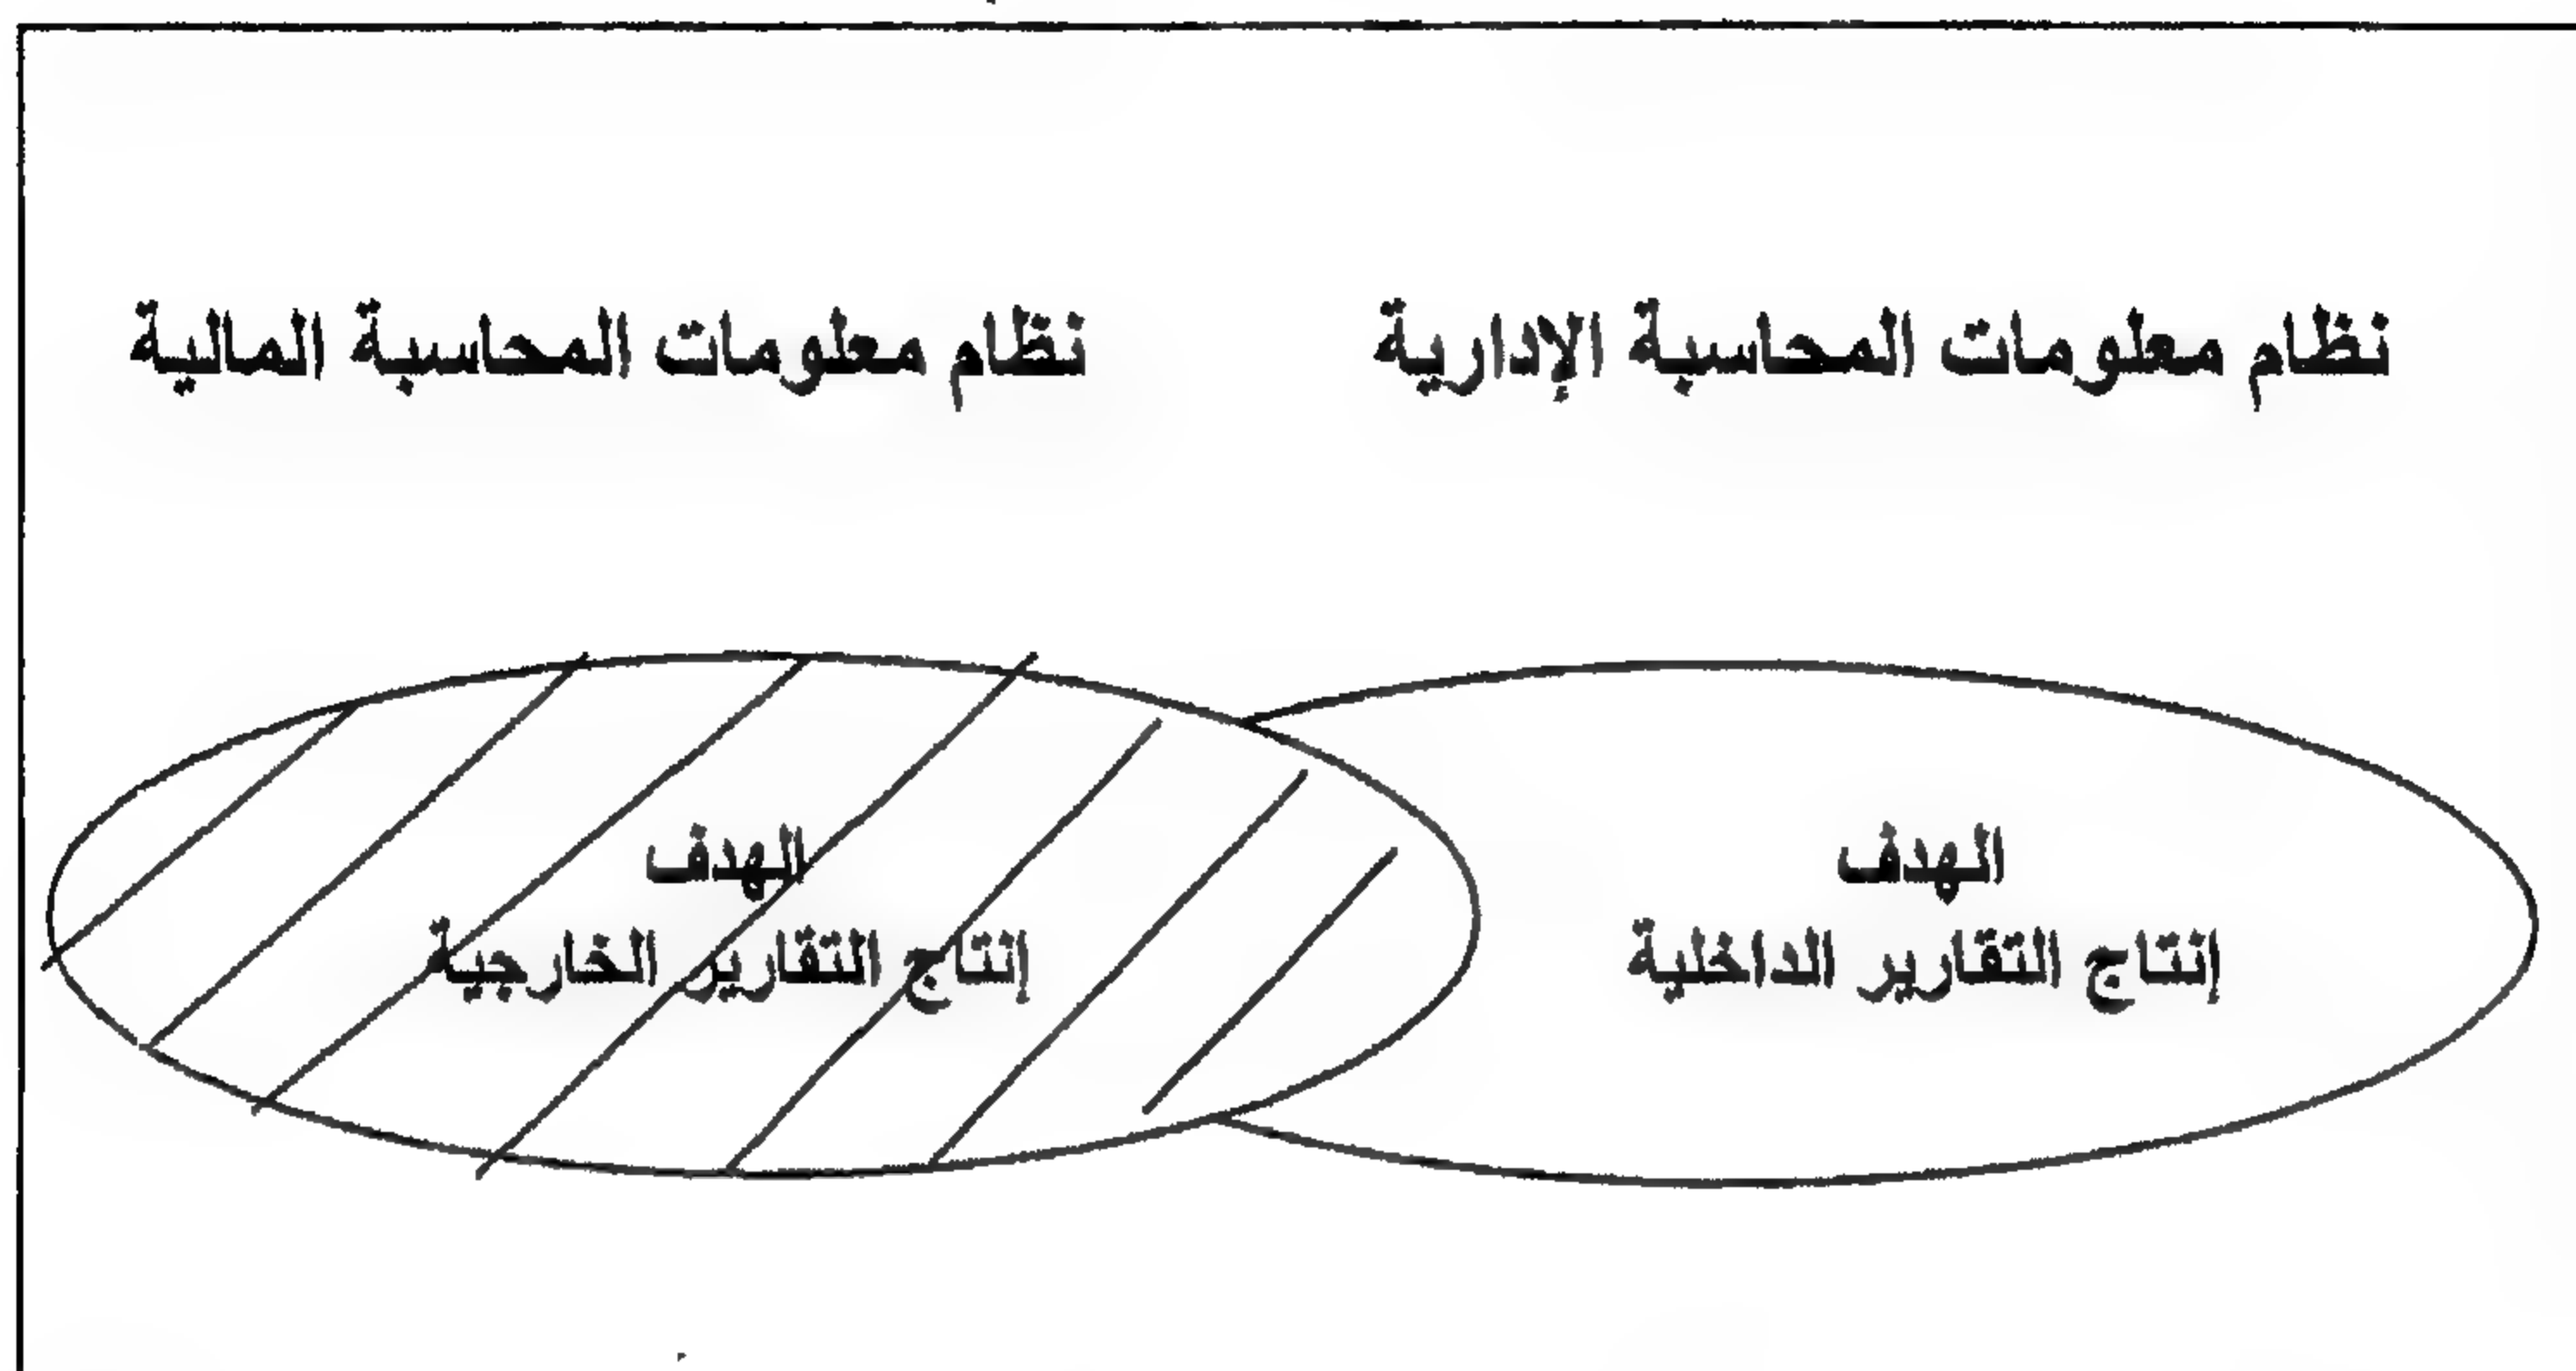 نظام معلومات المحاسبة الإدارية
نظام معلومات المحاسبة المالية
الهدف
إنتاج التقارير الداخلية
الهدف
إنتاج التقارير الخارجية